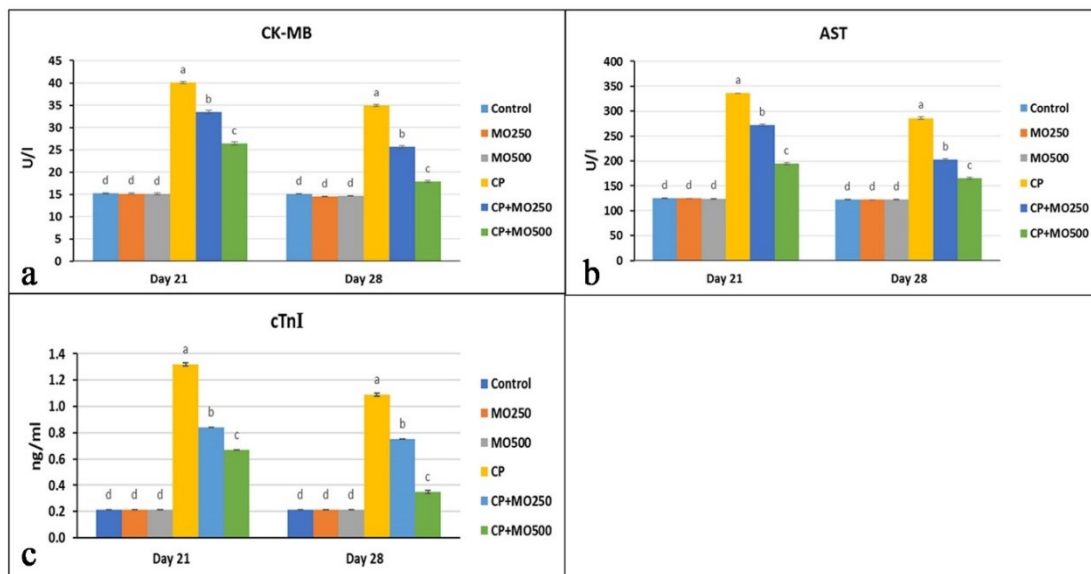 CK-MB
45
40
35
30
25
20
15
10
5
0
U/l
d d d a b c
d d d a b c
Day 21 Day 28
Control
MO250
MO500
CP
CP+MO250
CP+MO500
a
AST
400
350
300
250
200
150
100
50
0
U/l
d d d a b c
d d d a b c
Day 21 Day 28
Control
MO250
MO500
CP
CP+MO250
CP+MO500
b
cTnI
1.4
1.2
1.0
0.8
0.6
0.4
0.2
0.0
ng/ml
d d d a b c
d d d a b c
Day 21 Day 28
Control
MO250
MO500
CP
CP+MO250
CP+MO500
c